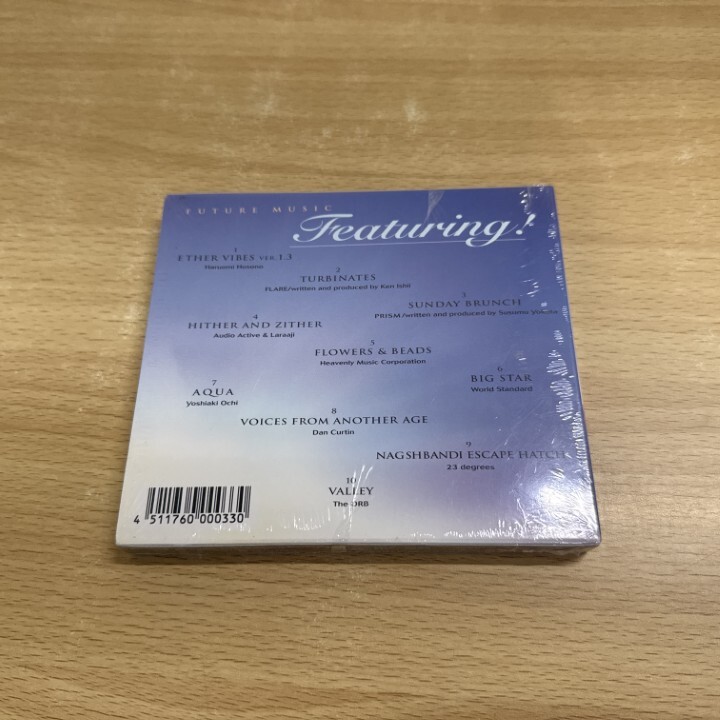 FUTURE MUSIC
Featuring!
1
ETHER VIBES VER.1.3
Haruomi Hosono
2
TURBINATES
FLARE/written and produced by Ken Ishii
3
SUNDAY BRUNCH
PRISM/written and produced by Susumu Yokota
4
HITHER AND ZITHER
Audio Active & Laraaji
5
FLOWERS & BEADS
Heavenly Music Corporation
6
BIG STAR
World Standard
7
AQUA
Yoshiaki Ochi
8
VOICES FROM ANOTHER AGE
Dan Curtin
9
NAGSHBANDI ESCAPE HATCH
23 degrees
10
VALLEY
The ORB
4 511760 000330